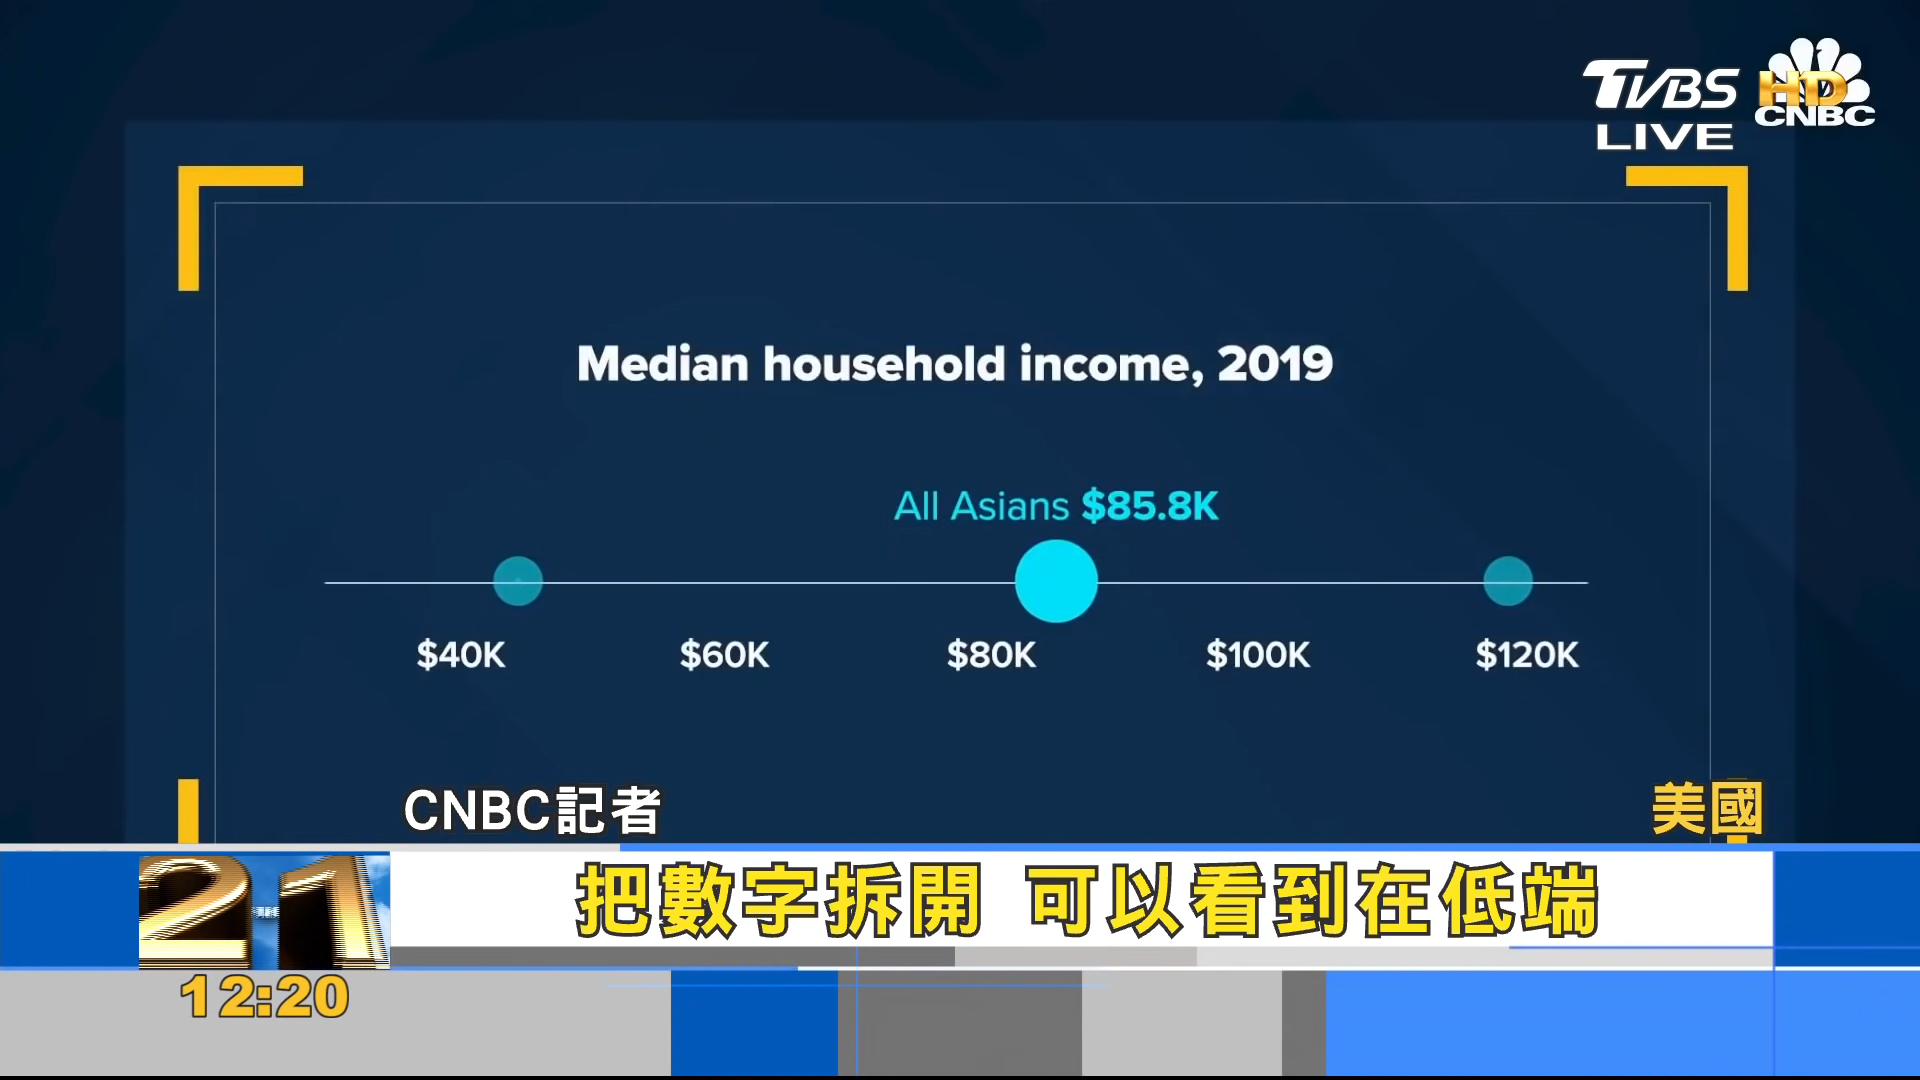 TVBS
HD
CNBC
LIVE
Median household income, 2019
All Asians $85.8K
$40K $60K $80K $100K $120K
CNBC記者
美國
把數字拆開 可以看到在低端
21
12:20